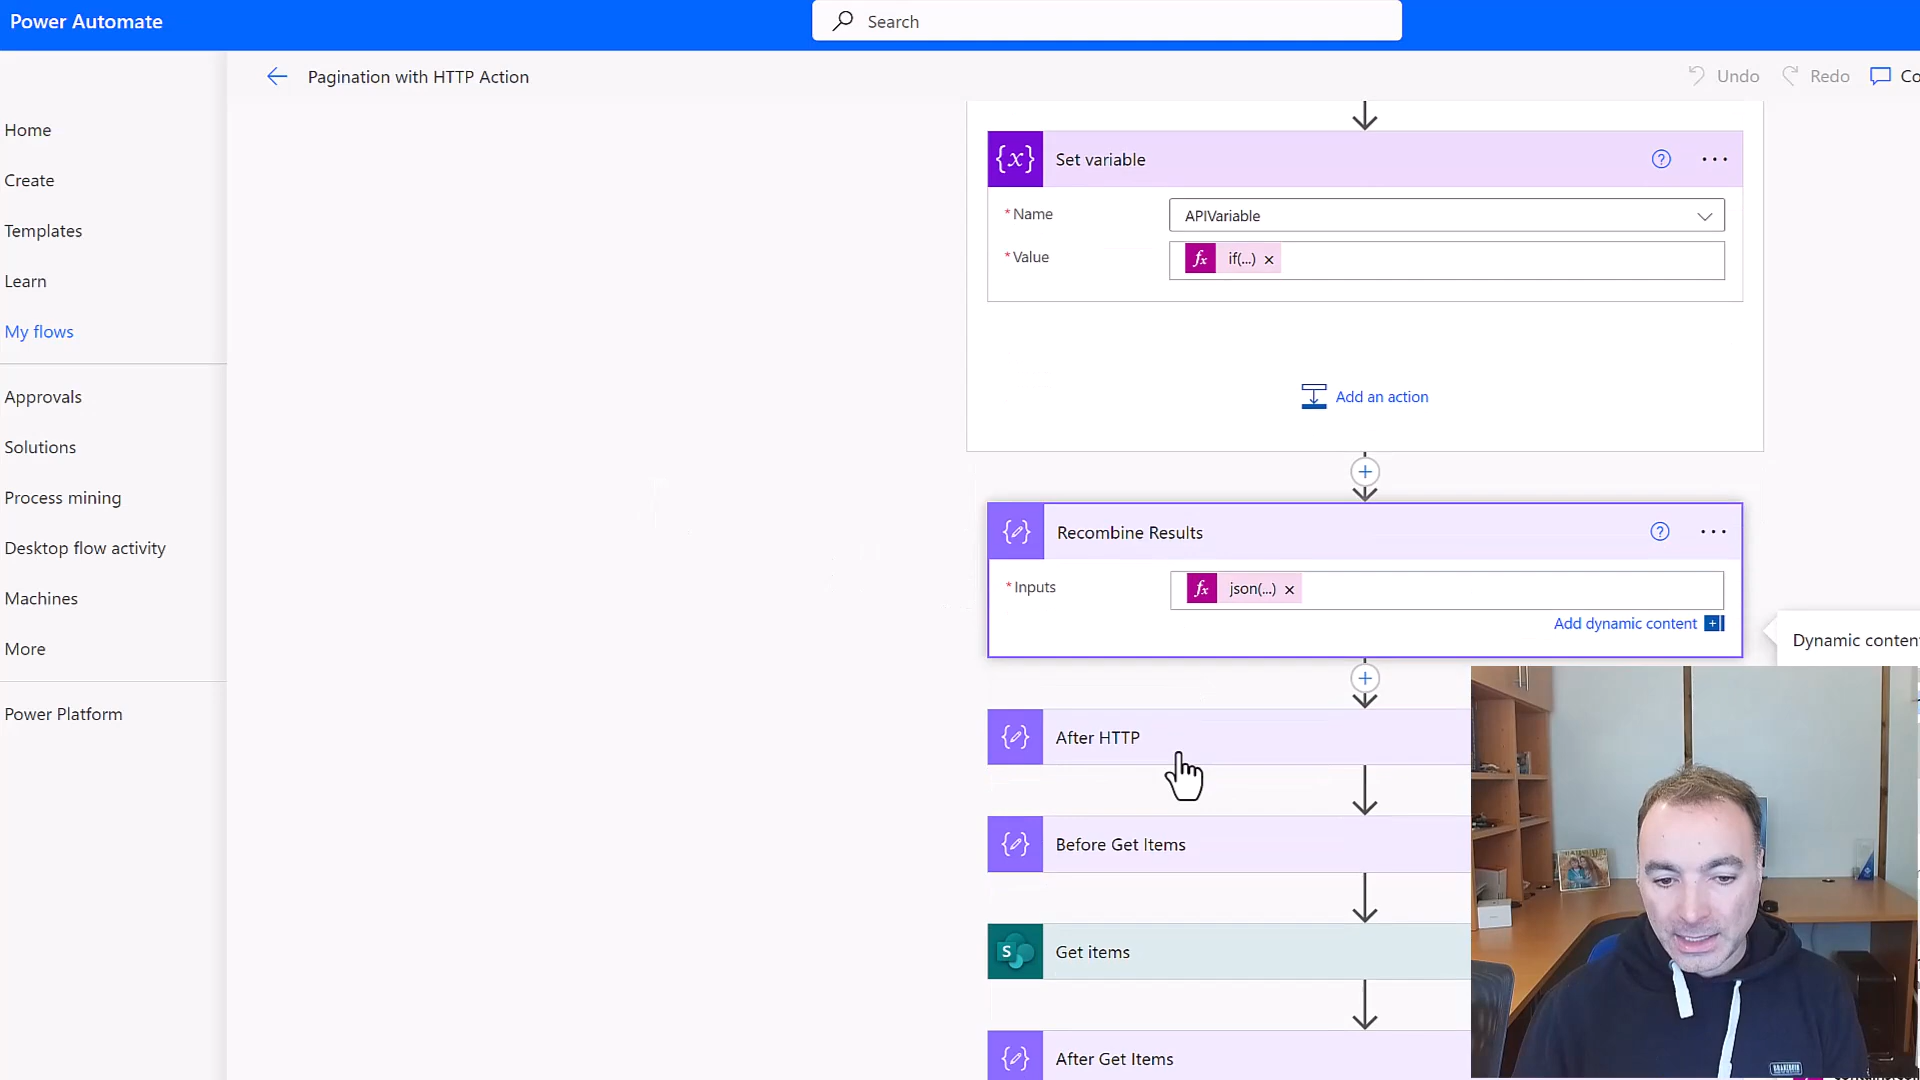 Power Automate
Search
Pagination with HTTP Action
Undo
Redo
Co
Home
Create
Templates
Learn
My flows
Approvals
Solutions
Process mining
Desktop flow activity
Machines
More
Power Platform
{x} Set variable
* Name
APIVariable
* Value
fx if(...) ×
Add an action
Recombine Results
* Inputs
fx json(...) ×
Add dynamic content
Dynamic conten
After HTTP
Before Get Items
S Get items
After Get Items